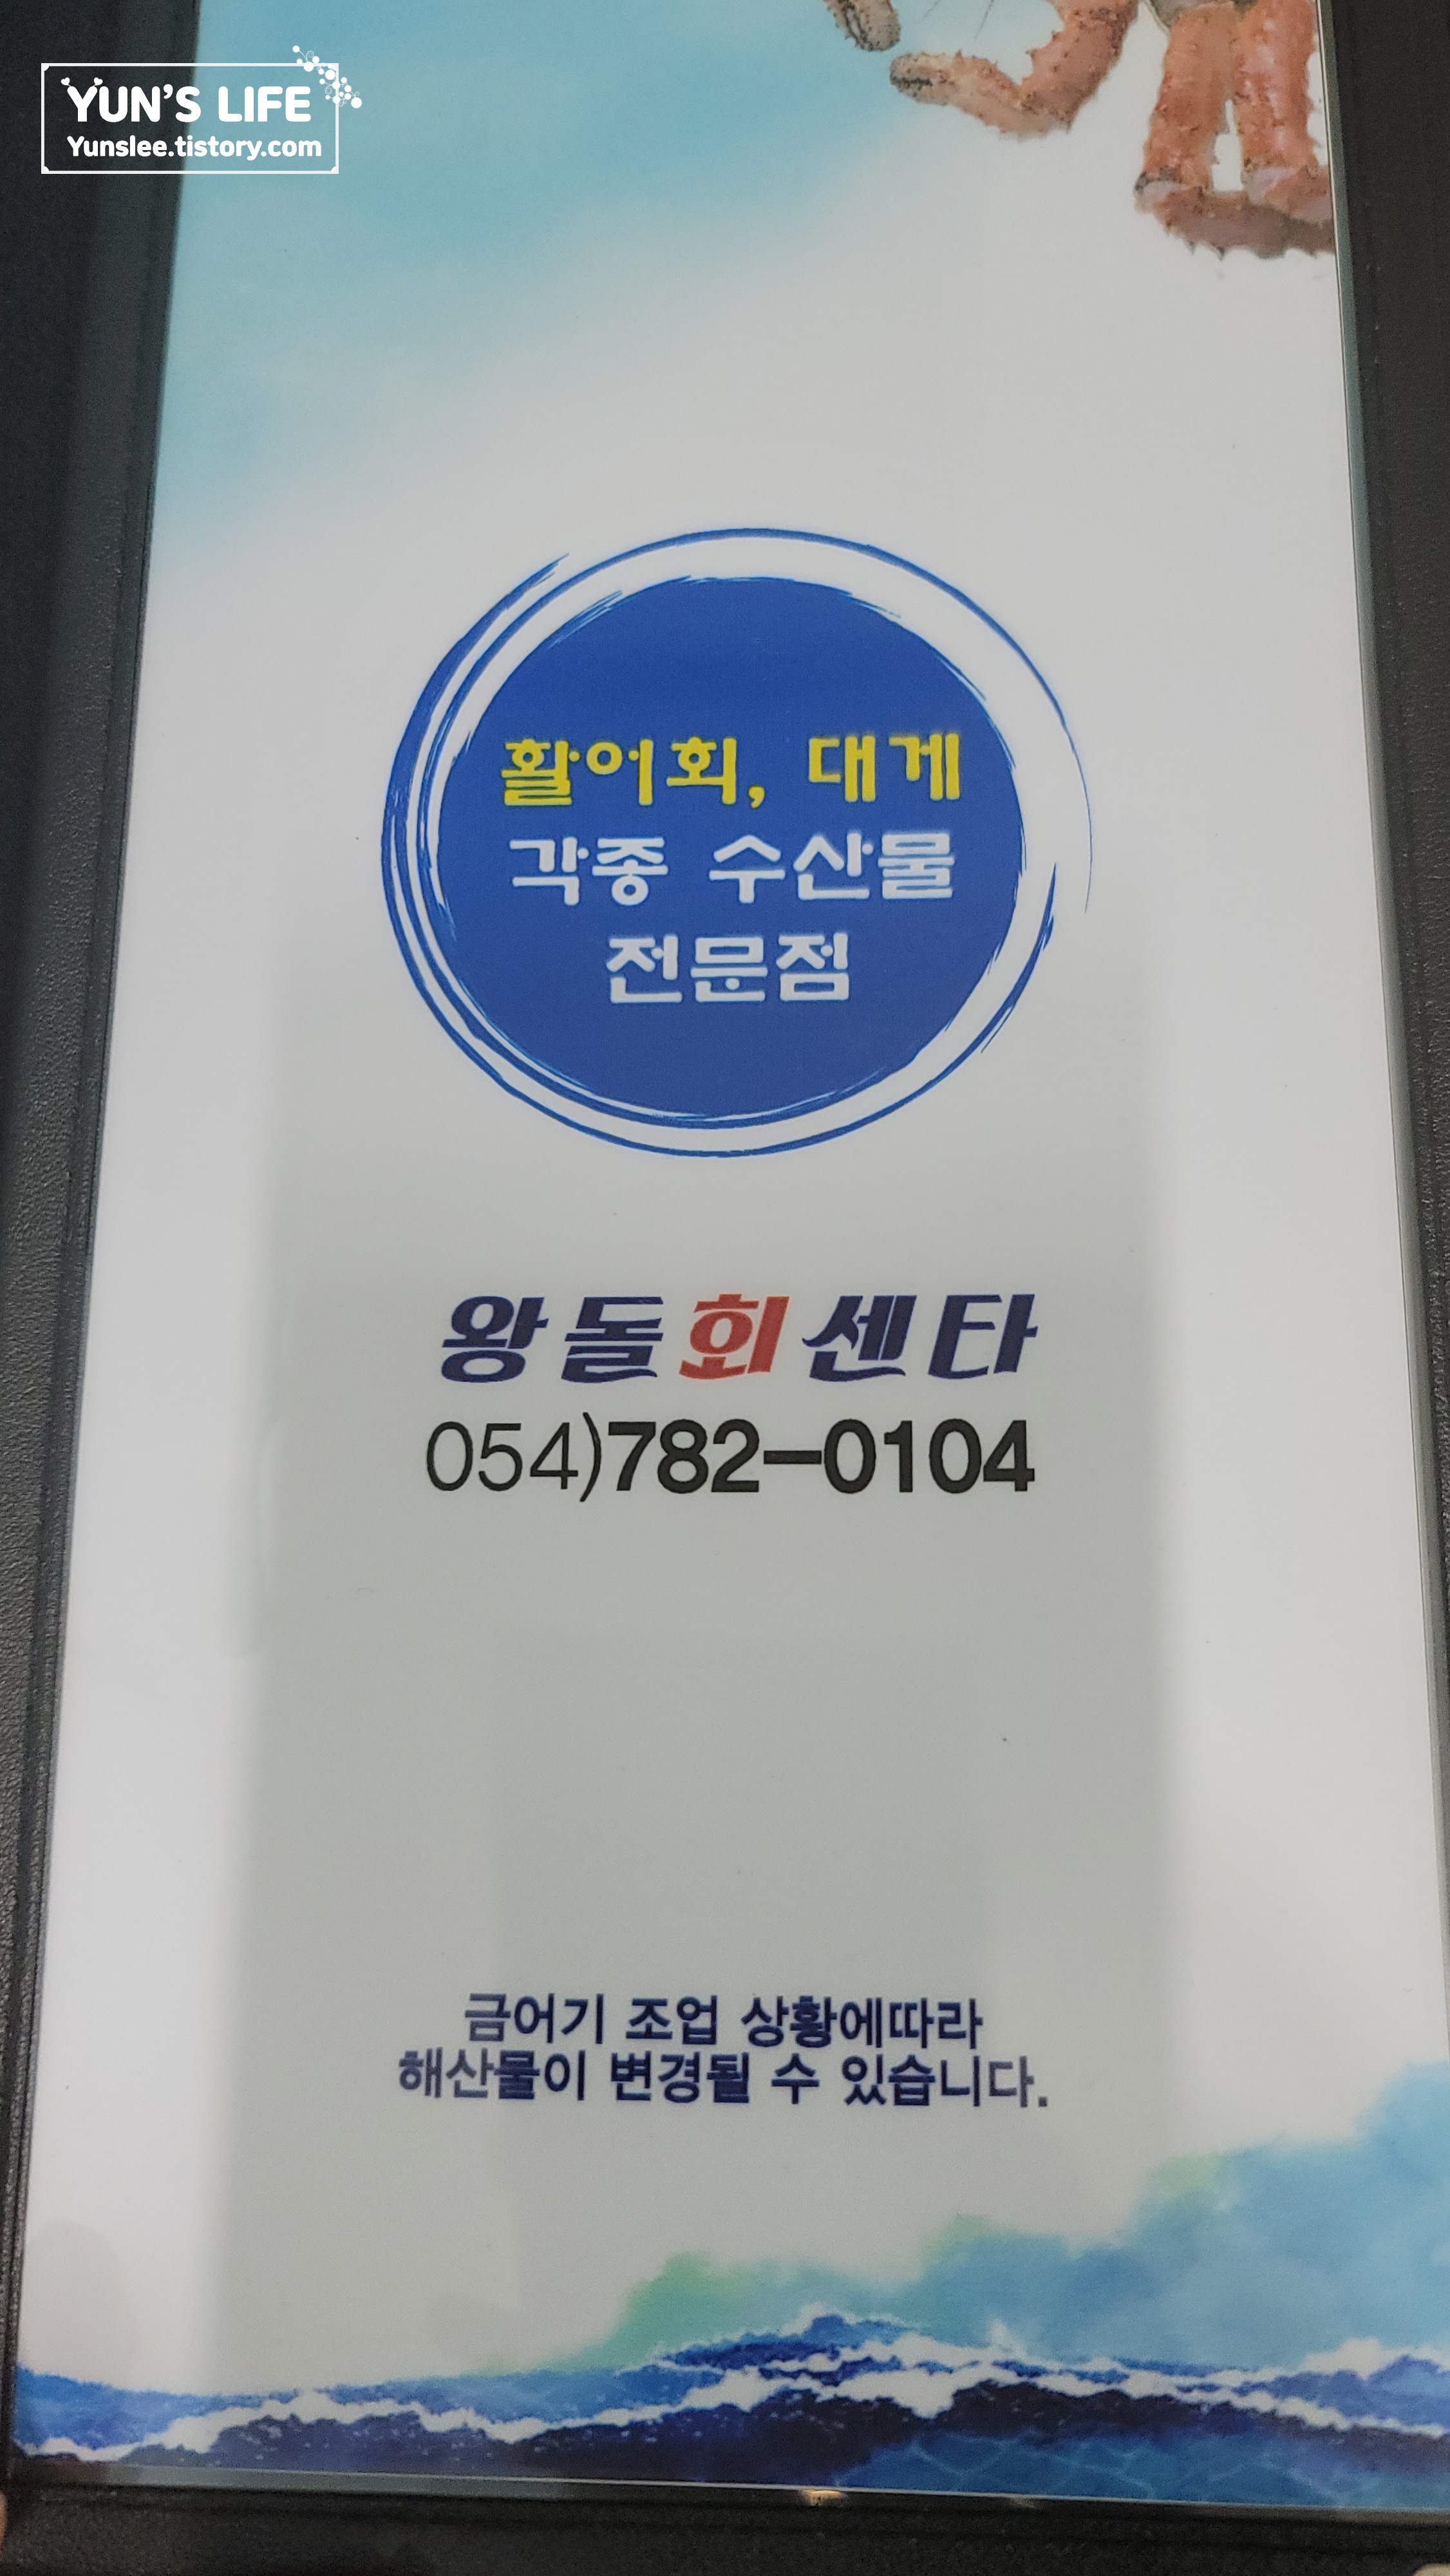 YUN'S LIFE
Yunslee.tistory.com
활어회, 대게
각종 수산물
전문점
왕돌회센타
054)782-0104
금어기 조업 상황에따라
해산물이 변경될 수 있습니다.